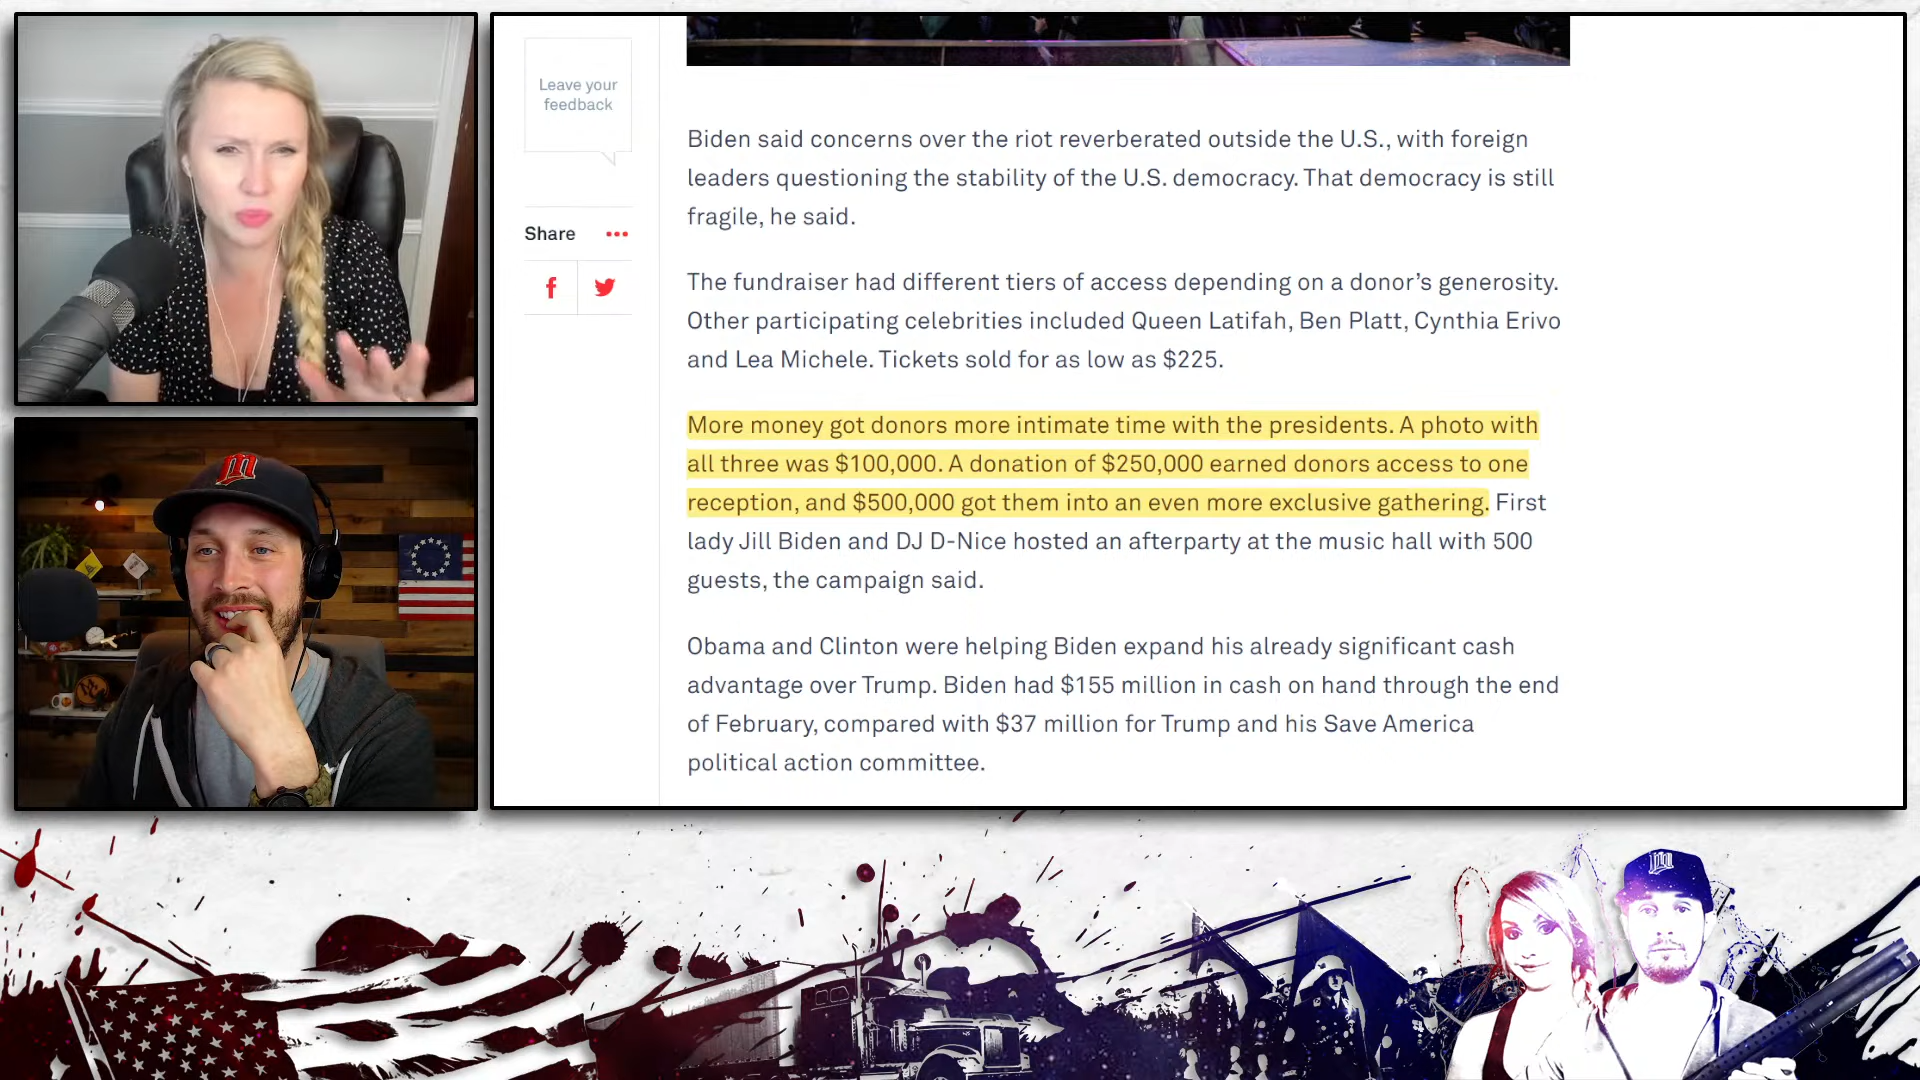 Leave your
feedback
Share
Biden said concerns over the riot reverberated outside the U.S., with foreign
leaders questioning the stability of the U.S. democracy. That democracy is still
fragile, he said.
The fundraiser had different tiers of access depending on a donor’s generosity.
Other participating celebrities included Queen Latifah, Ben Platt, Cynthia Erivo
and Lea Michele. Tickets sold for as low as $225.
More money got donors more intimate time with the presidents. A photo with
all three was $100,000. A donation of $250,000 earned donors access to one
reception, and $500,000 got them into an even more exclusive gathering. First
lady Jill Biden and DJ D-Nice hosted an afterparty at the music hall with 500
guests, the campaign said.
Obama and Clinton were helping Biden expand his already significant cash
advantage over Trump. Biden had $155 million in cash on hand through the end
of February, compared with $37 million for Trump and his Save America
political action committee.